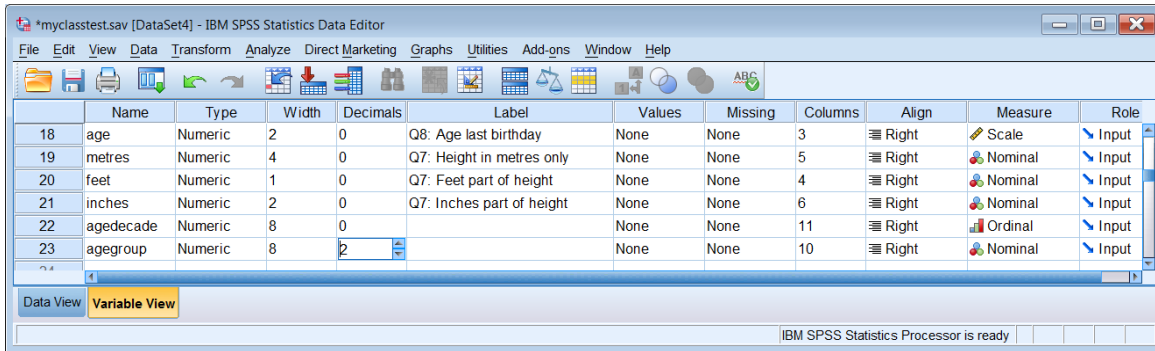 *myclasstest.sav [DataSet4] - IBM SPSS Statistics Data Editor
File Edit View Data Transform Analyze Direct Marketing Graphs Utilities Add-ons Window Help
Name Type Width Decimals Label Values Missing Columns Align Measure Role
18 age Numeric 2 0 Q8: Age last birthday None None 3 Right Scale Input
19 metres Numeric 4 0 Q7: Height in metres only None None 5 Right Nominal Input
20 feet Numeric 1 0 Q7: Feet part of height None None 4 Right Nominal Input
21 inches Numeric 2 0 Q7: Inches part of height None None 6 Right Nominal Input
22 agedecade Numeric 8 0 None None 11 Right Ordinal Input
23 agegroup Numeric 8 2 None None 10 Right Nominal Input
Data View Variable View
IBM SPSS Statistics Processor is ready